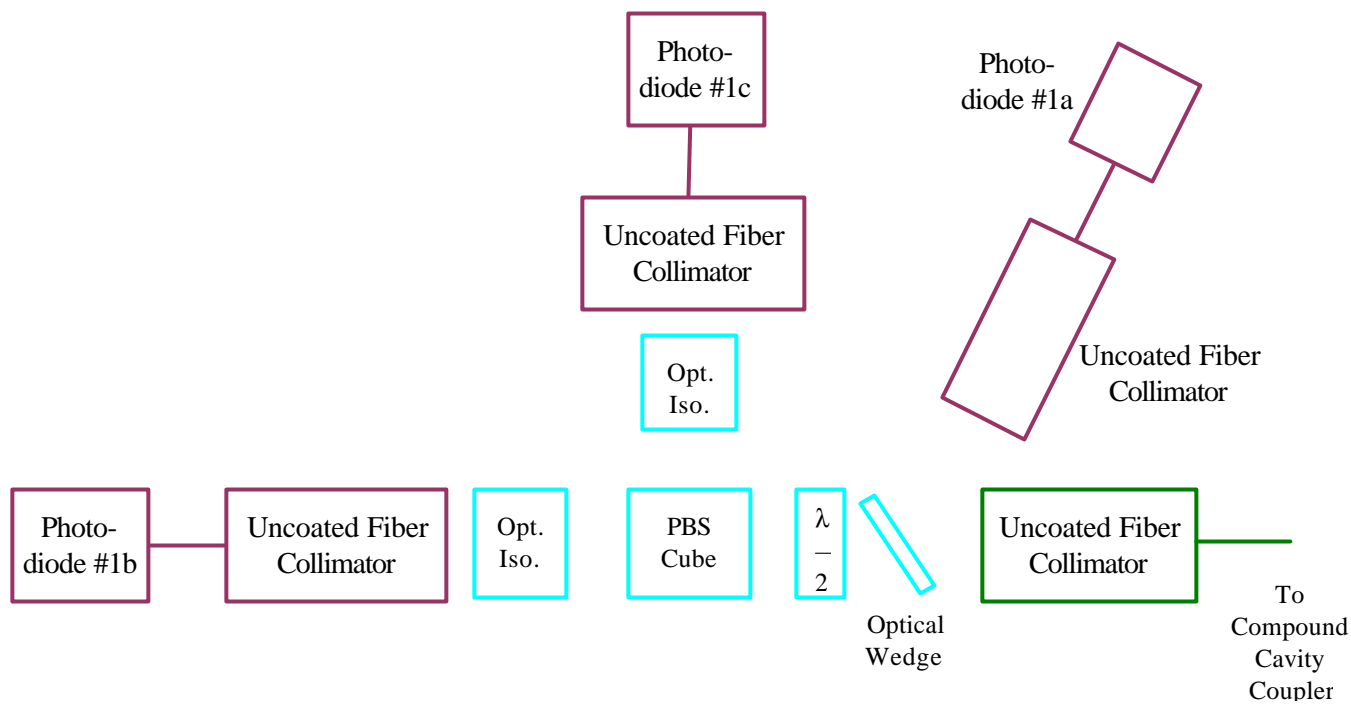 Photo-
diode #1c
Photo-
diode #1a
Uncoated Fiber
Collimator
Opt.
Iso.
Uncoated Fiber
Collimator
Photo-
diode #1b
Uncoated Fiber
Collimator
Opt.
Iso.
PBS
Cube
λ
–
2
Uncoated Fiber
Collimator
Optical
Wedge
To
Compound
Cavity
Coupler